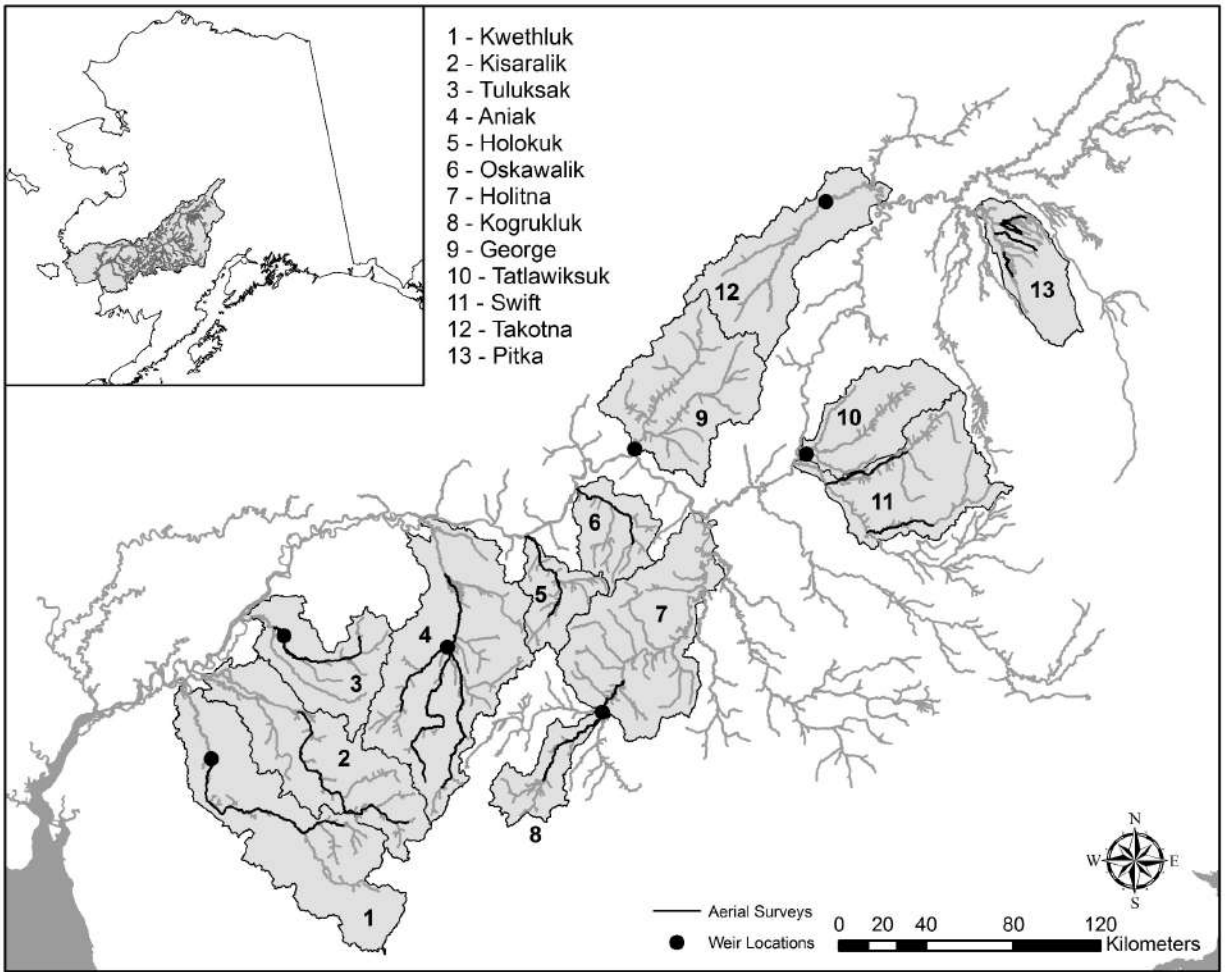 1 - Kwethluk
2 - Kisaralik
3 - Tuluksak
4 - Aniak
5 - Holokuk
6 - Oskawalik
7 - Holitna
8 - Kogrukluk
9 - George
10 - Tatlawiksuk
11 - Swift
12 - Takotna
13 - Pitka
12
13
9
10
11
6
5
7
4
3
2
8
1
N
W E
S
Aerial Surveys
Weir Locations
0 20 40 80 120
Kilometers